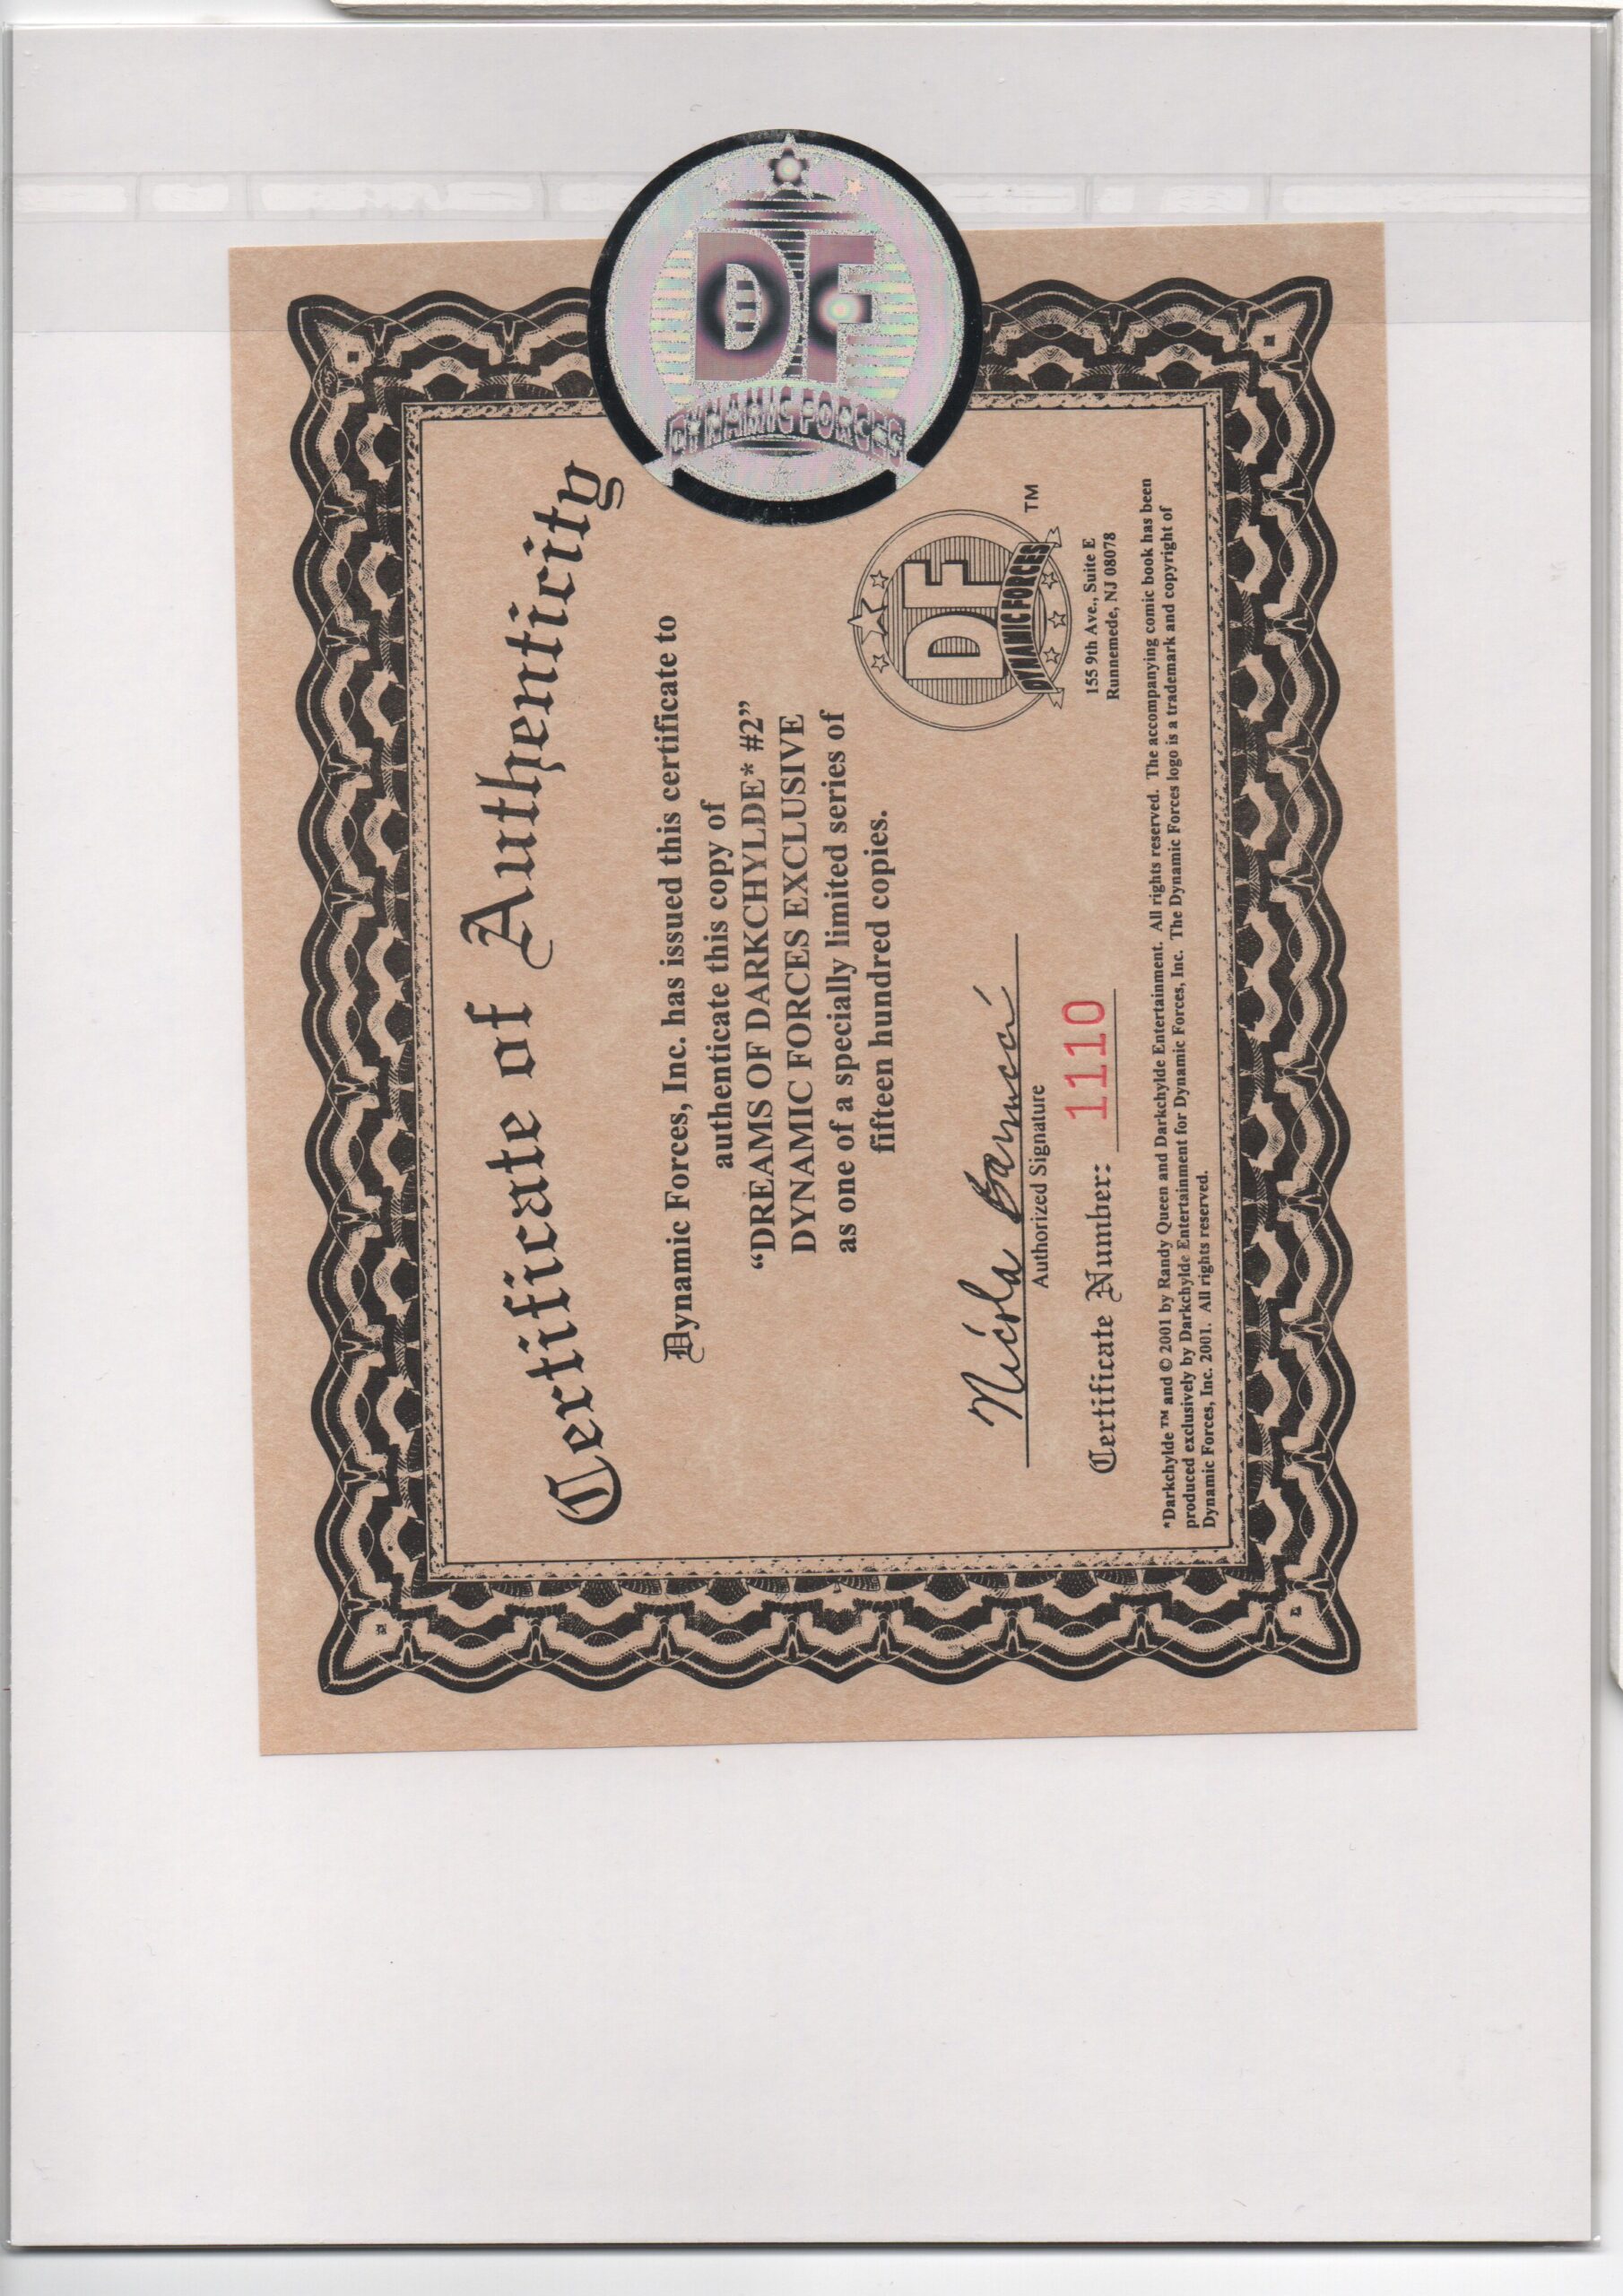 DF
DYNAMIC FORCES
Certificate of Authenticity
Dynamic Forces, Inc. has issued this certificate to
authenticate this copy of
“DREAMS OF DARKCHYLDE* #2”
DYNAMIC FORCES EXCLUSIVE
as one of a specially limited series of
fifteen hundred copies.
Nicola
Authorized Signature
Certificate Number: 1110
DF
DYNAMIC FORCES
TM
155 9th Ave., Suite E
Runnemede, NJ 08078
*Darkchylde ™ and © 2001 by Randy Queen and Darkchylde Entertainment. All rights reserved. The accompanying comic book has been
produced exclusively by Darkchylde Entertainment for Dynamic Forces, Inc. The Dynamic Forces logo is a trademark and copyright of
Dynamic Forces, Inc. 2001. All rights reserved.